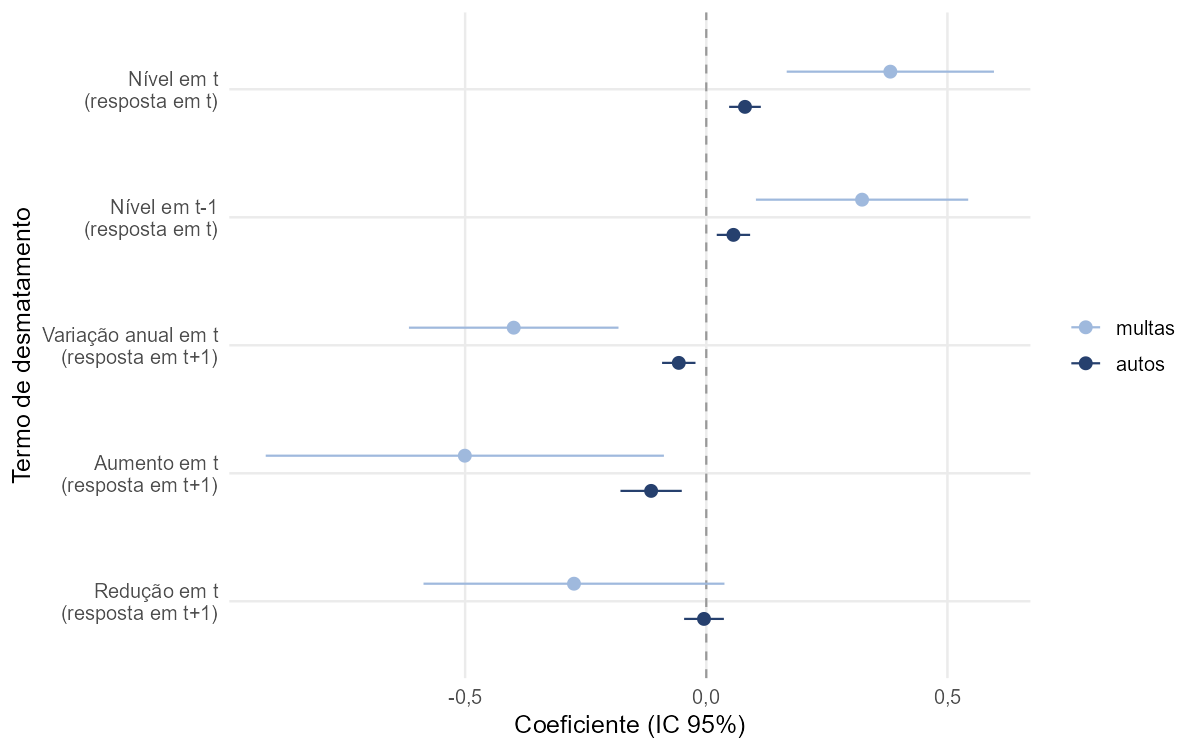 Termo de desmatamento
Nível em t
(resposta em t)
Nível em t-1
(resposta em t)
Variação anual em t
(resposta em t+1)
Aumento em t
(resposta em t+1)
Redução em t
(resposta em t+1)
-0,5
0,0
0,5
Coeficiente (IC 95%)
multas
autos